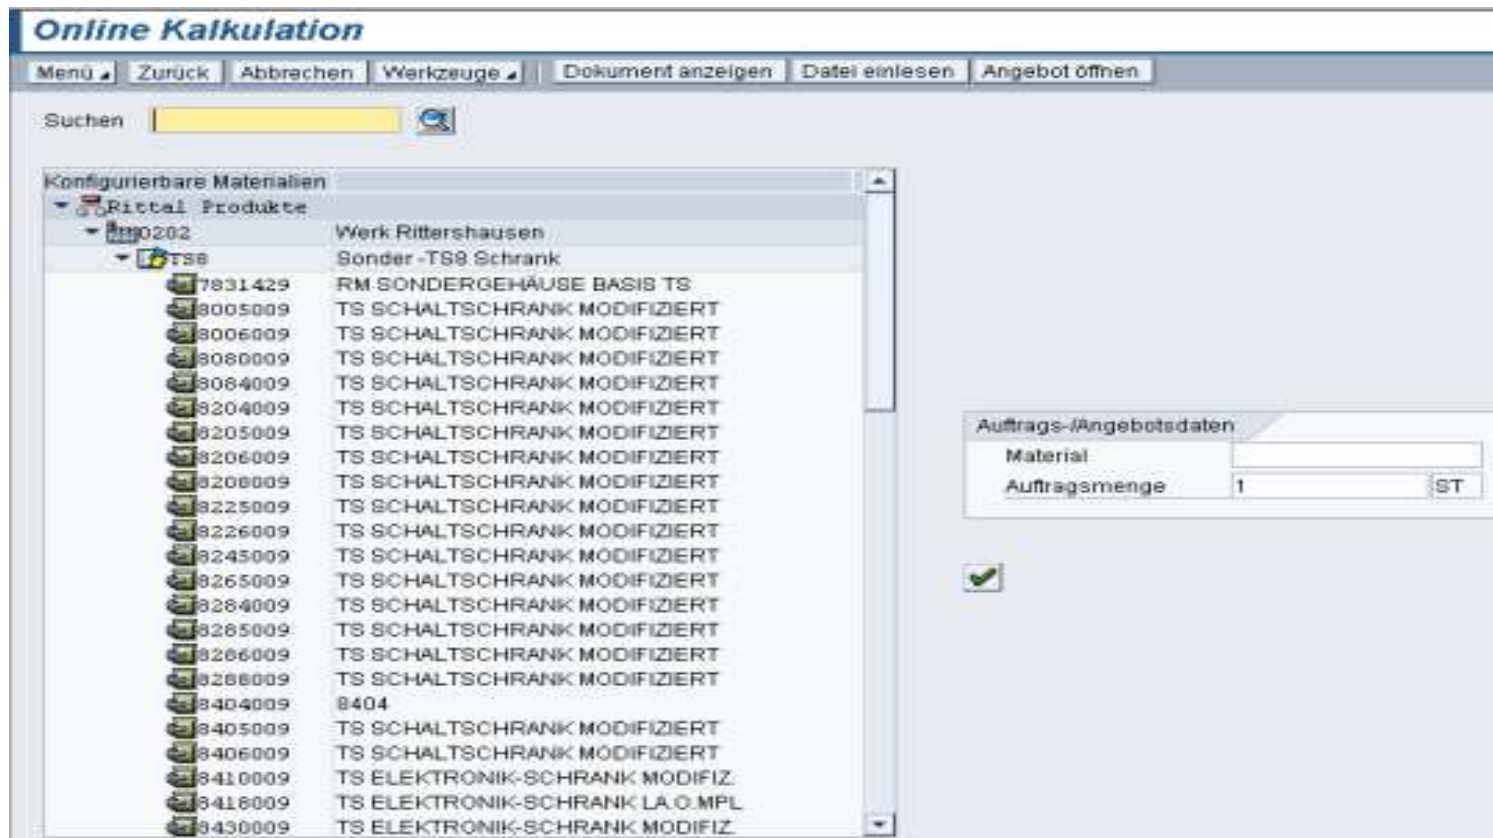 Online Kalkulation
Menü Zurück Abbrechen Werkzeuge Dokument anzeigen Datei einlesen Angebot öffnen
Suchen
Konfigurierbare Materialien
Rittal Produkte
0202 Werk Rittershausen
TS8 Sonder-TS8 Schrank
7831429 RM SONDERGEHÄUSE BASIS TS
8005009 TS SCHALTSCHRANK MODIFIZIERT
8006009 TS SCHALTSCHRANK MODIFIZIERT
8080009 TS SCHALTSCHRANK MODIFIZIERT
8084009 TS SCHALTSCHRANK MODIFIZIERT
8204009 TS SCHALTSCHRANK MODIFIZIERT
8205009 TS SCHALTSCHRANK MODIFIZIERT
8206009 TS SCHALTSCHRANK MODIFIZIERT
8208009 TS SCHALTSCHRANK MODIFIZIERT
8225009 TS SCHALTSCHRANK MODIFIZIERT
8226009 TS SCHALTSCHRANK MODIFIZIERT
8245009 TS SCHALTSCHRANK MODIFIZIERT
8265009 TS SCHALTSCHRANK MODIFIZIERT
8284009 TS SCHALTSCHRANK MODIFIZIERT
8285009 TS SCHALTSCHRANK MODIFIZIERT
8286009 TS SCHALTSCHRANK MODIFIZIERT
8288009 TS SCHALTSCHRANK MODIFIZIERT
8404009 8404
8405009 TS SCHALTSCHRANK MODIFIZIERT
8406009 TS SCHALTSCHRANK MODIFIZIERT
8410009 TS ELEKTRONIK-SCHRANK MODIFIZ.
8418009 TS ELEKTRONIK-SCHRANK LA.O.MPL
8430009 TS ELEKTRONIK-SCHRANK MODIFIZ.
Auftrags-/Angebotsdaten
Material
Auftragsmenge 1 ST